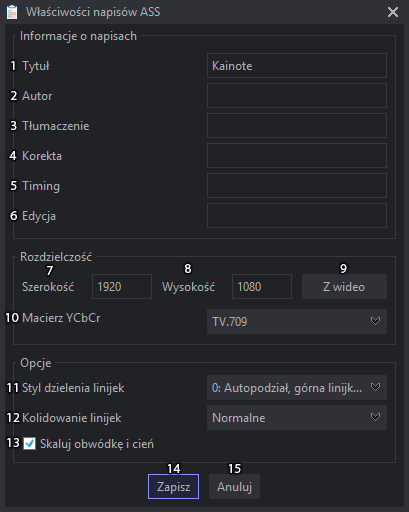 Właściwości napisów ASS
Informacje o napisach
1 Tytuł Kainote
2 Autor
3 Tłumaczenie
4 Korekta
5 Timing
6 Edycja
Rozdzielczość
7 8 9
Szerokość 1920 Wysokość 1080 Z wideo
10 Macierz YCbCr TV.709
Opcje
11 Styl dzielenia linijek 0: Autopodział, górna linijk...
12 Kolidowanie linijek Normalne
13 Skaluj obwódkę i cień
14 15
Zapisz Anuluj